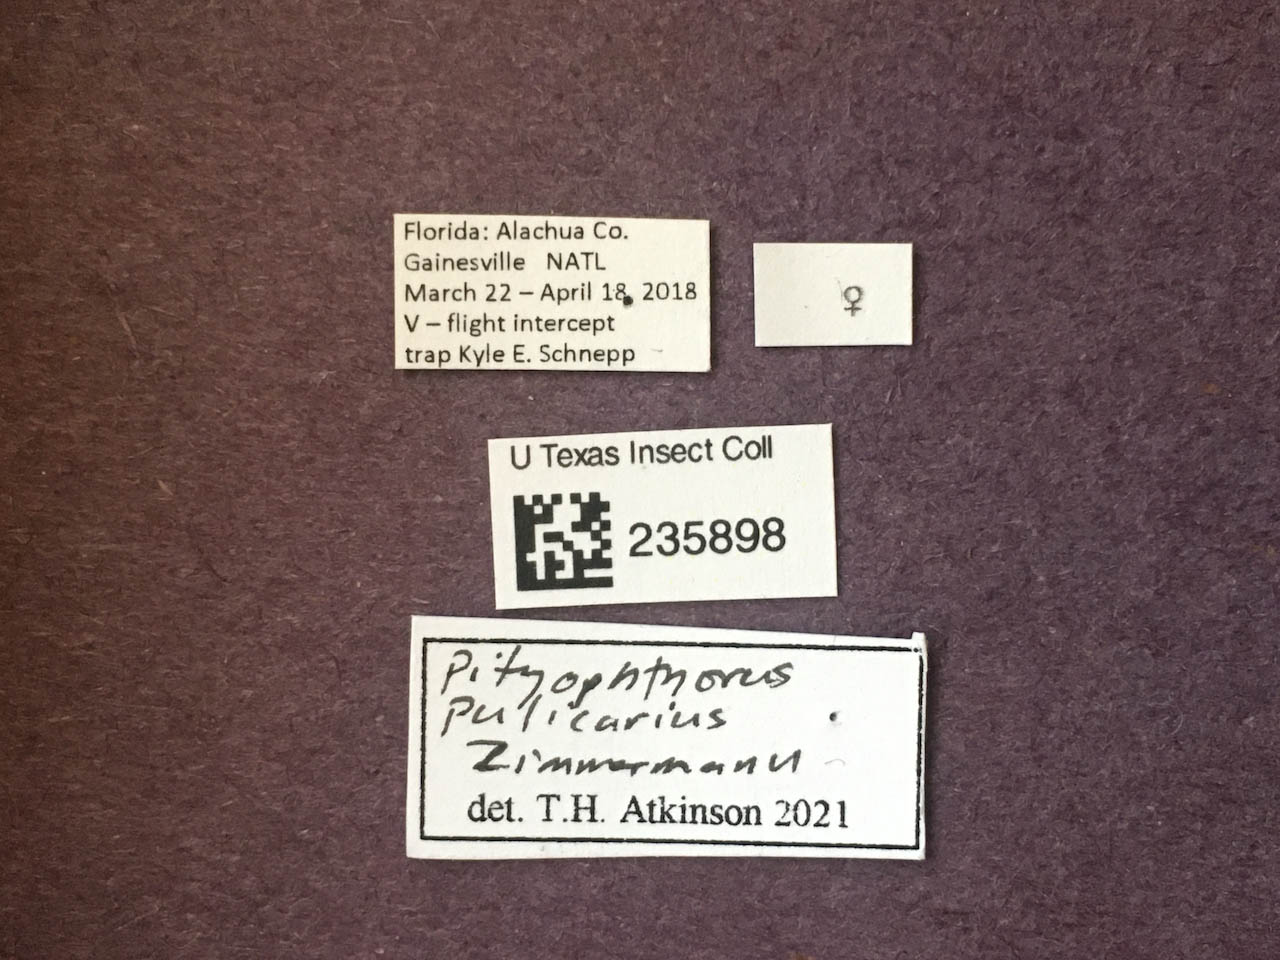 Florida: Alachua Co.
Gainesville NATL
March 22 – April 18, 2018
V – flight intercept
trap Kyle E. Schnepp
♀
U Texas Insect Coll
235898
Pityophthorus
Pulicarius
Zimmermann
det. T.H. Atkinson 2021